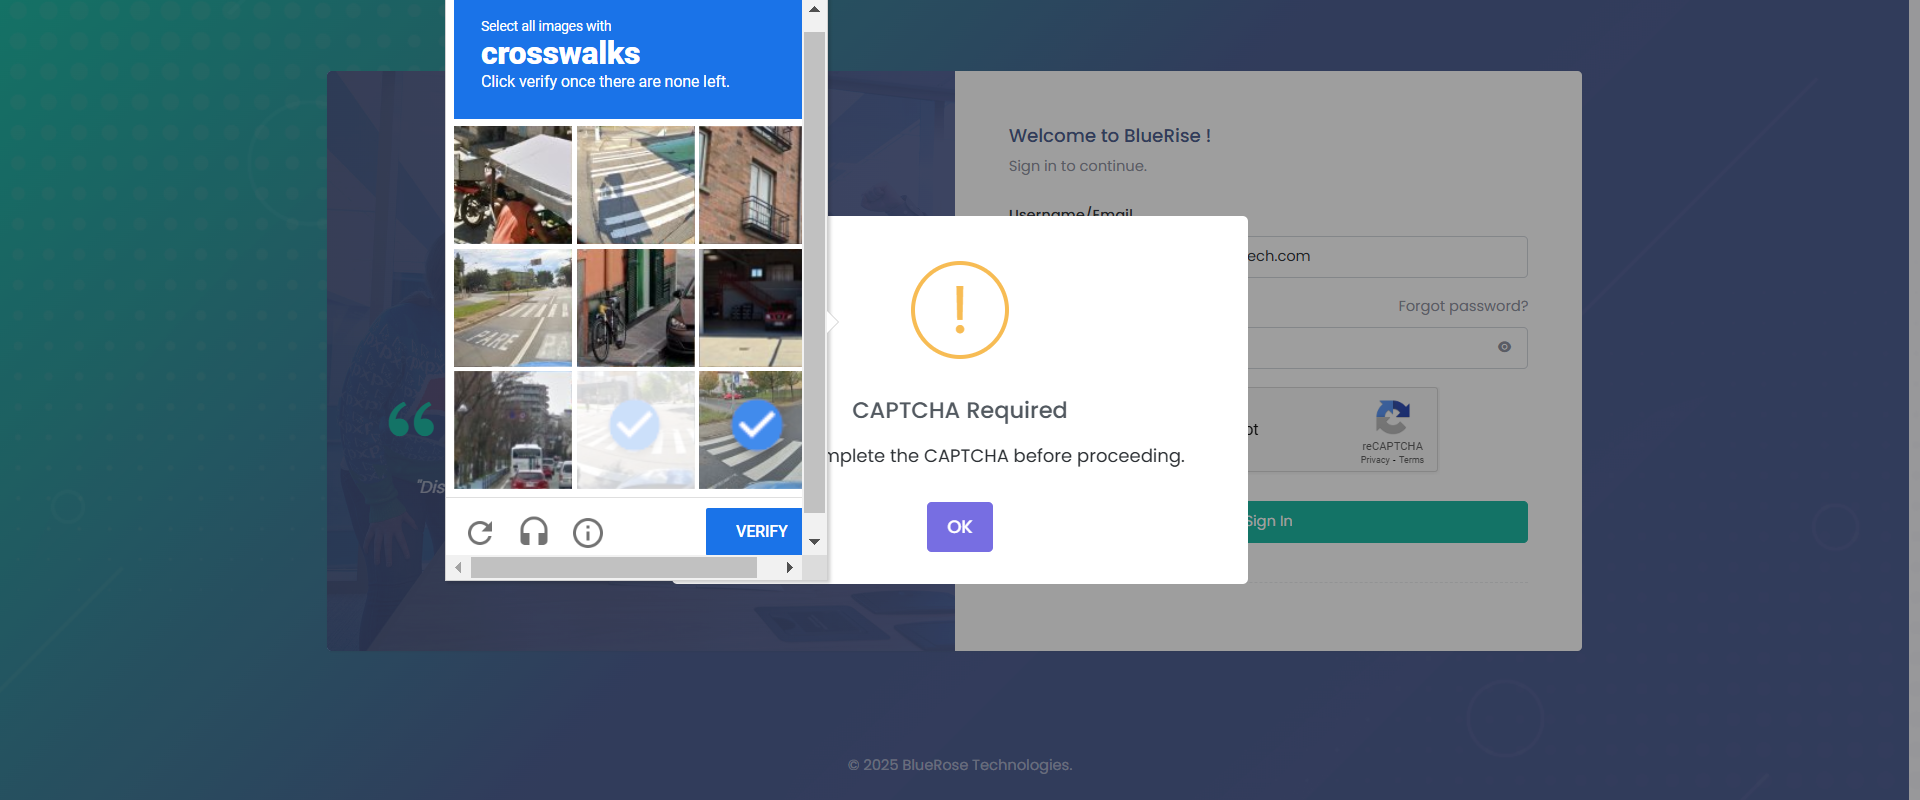 Select all images with
crosswalks
Click verify once there are none left.
PARE
VERIFY
"Dis
Welcome to BlueRise !
Sign in to continue.
Username/Email
ech.com
Forgot password?
CAPTCHA Required
mplete the CAPTCHA before proceeding.
OK
ot
reCAPTCHA
Privacy - Terms
Sign In
© 2025 BlueRose Technologies.